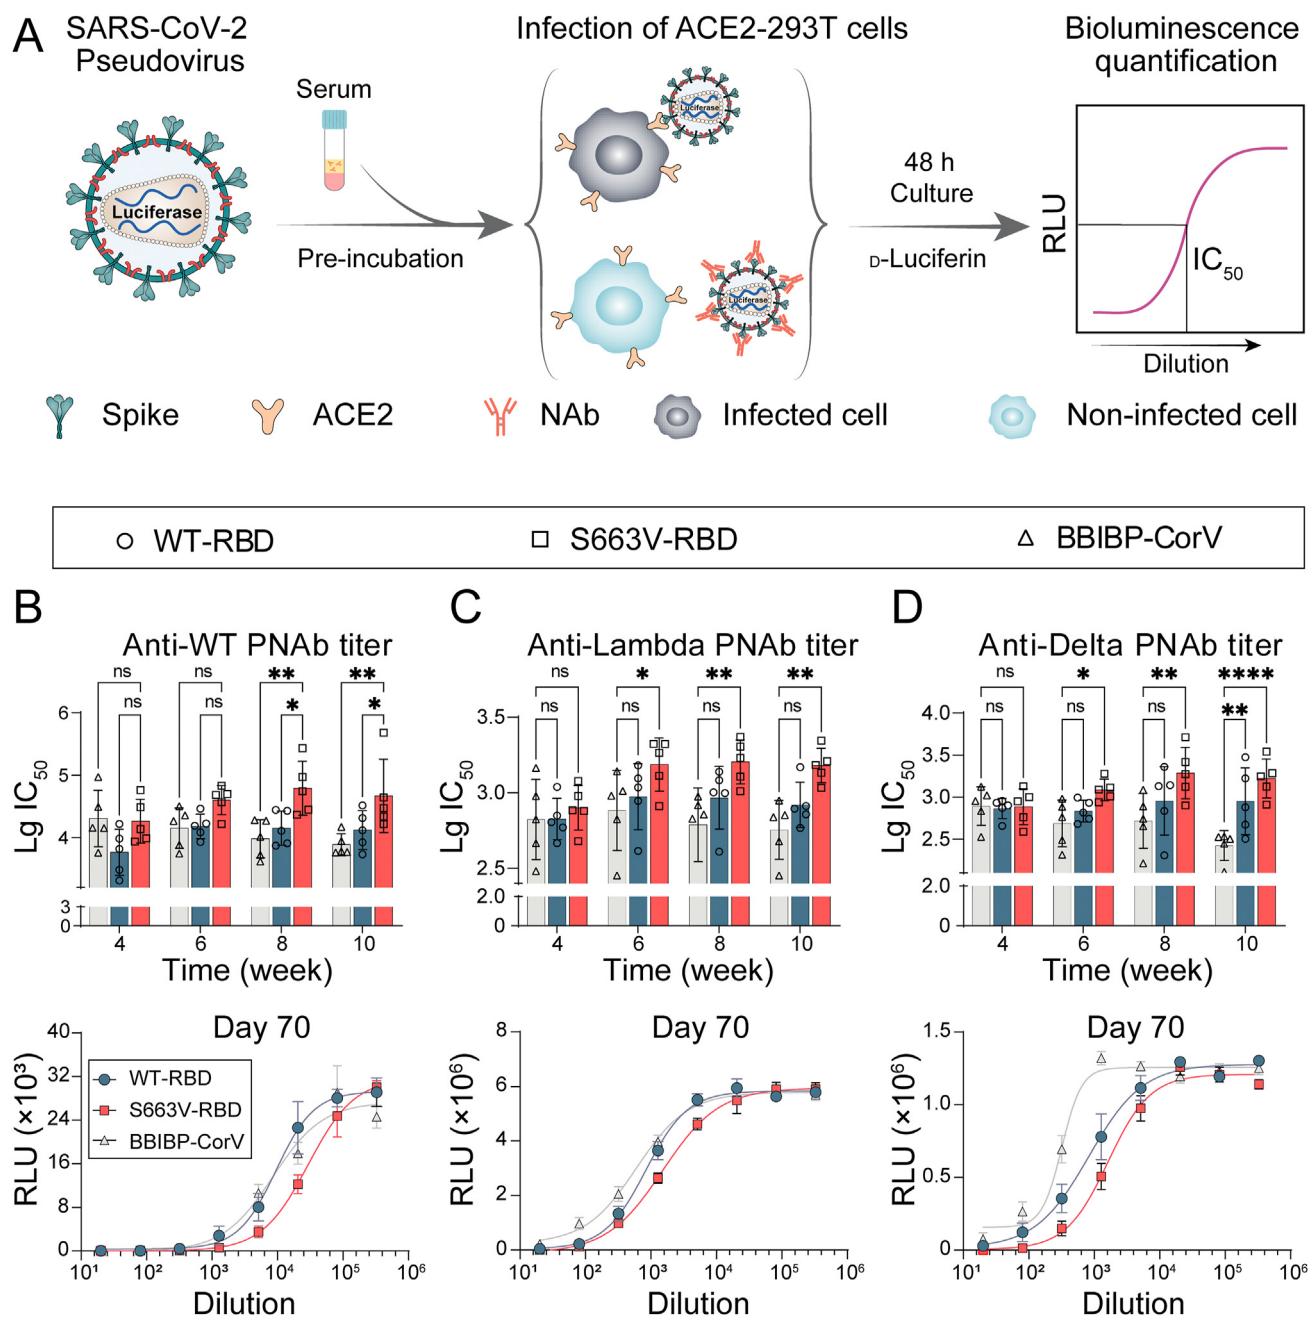 A
SARS-CoV-2
Pseudovirus
Infection of ACE2-293T cells
Bioluminescence
quantification
Serum
Luciferase
Luciferase
Luciferase
Pre-incubation
48 h
Culture
D-Luciferin
RLU
IC50
Dilution
Spike
ACE2
NAb
Infected cell
Non-infected cell
WT-RBD
S663V-RBD
BBIBP-CorV
B
Anti-WT PNAb titer
ns
ns
ns
ns
**
*
**
*
Lg IC50
6
5
4
3
0
4
6
8
10
Time (week)
C
Anti-Lambda PNAb titer
ns
ns
*
ns
**
ns
**
ns
Lg IC50
3.5
3.0
2.5
2.0
0
4
6
8
10
Time (week)
D
Anti-Delta PNAb titer
ns
ns
*
ns
**
ns
****
**
Lg IC50
4.0
3.5
3.0
2.5
2.0
0
4
6
8
10
Time (week)
Day 70
WT-RBD
S663V-RBD
BBIBP-CorV
RLU (×10³)
40
32
24
16
8
0
10¹
10²
10³
10⁴
10⁵
10⁶
Dilution
Day 70
RLU (×10⁶)
8
6
4
2
0
10¹
10²
10³
10⁴
10⁵
10⁶
Dilution
Day 70
RLU (×10⁶)
1.5
1.0
0.5
0
10¹
10²
10³
10⁴
10⁵
10⁶
Dilution